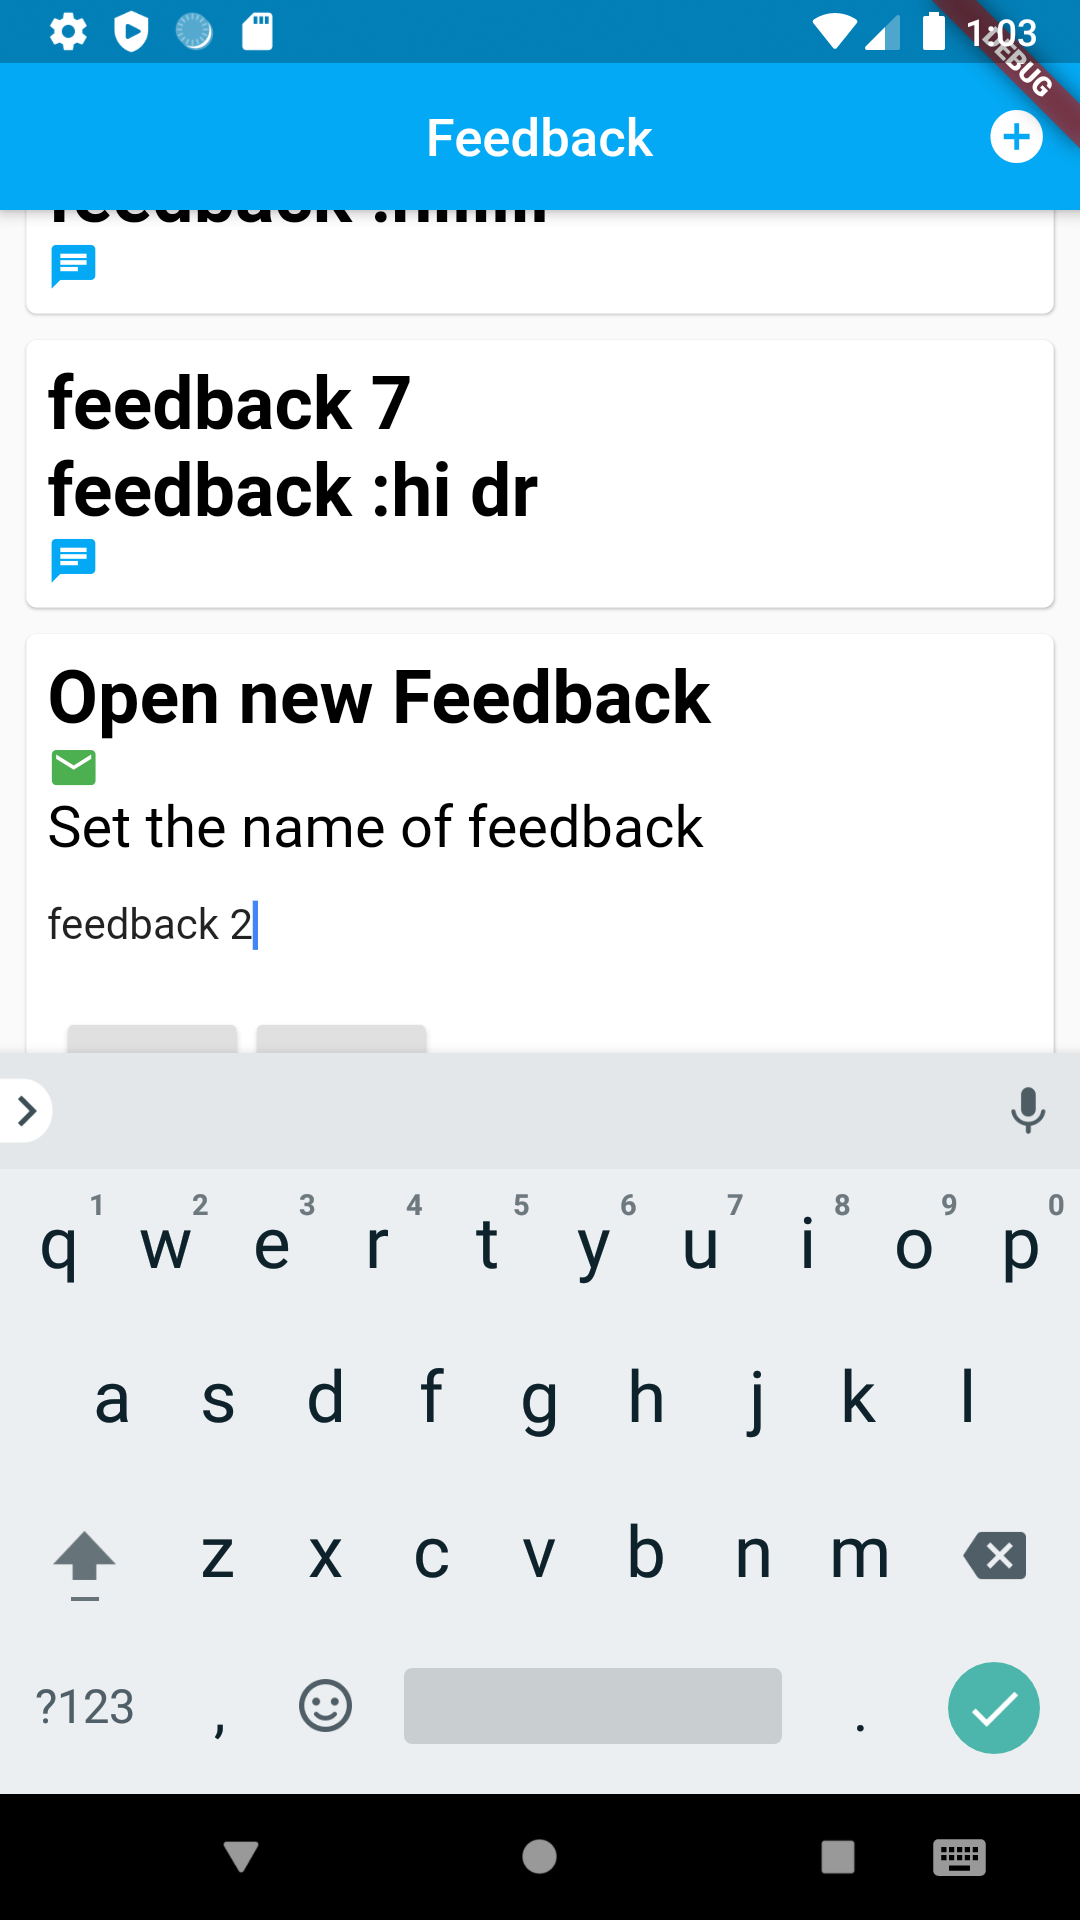 1:03
DEBUG
Feedback
feedback 7
feedback :hi dr
Open new Feedback
Set the name of feedback
feedback 2
1 2 3 4 5 6 7 8 9 0
q w e r t y u i o p
a s d f g h j k l
z x c v b n m
?123 , .